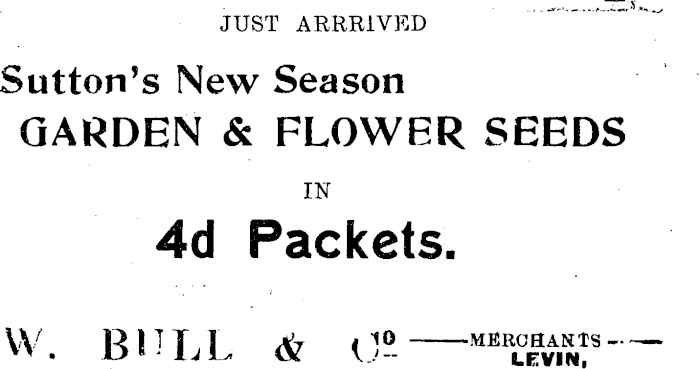 JUST ARRRIVED
Sutton's New Season
GARDEN & FLOWER SEEDS
IN
4d Packets.
W. BULL & Co —— MERCHANTS —
LEVIN,